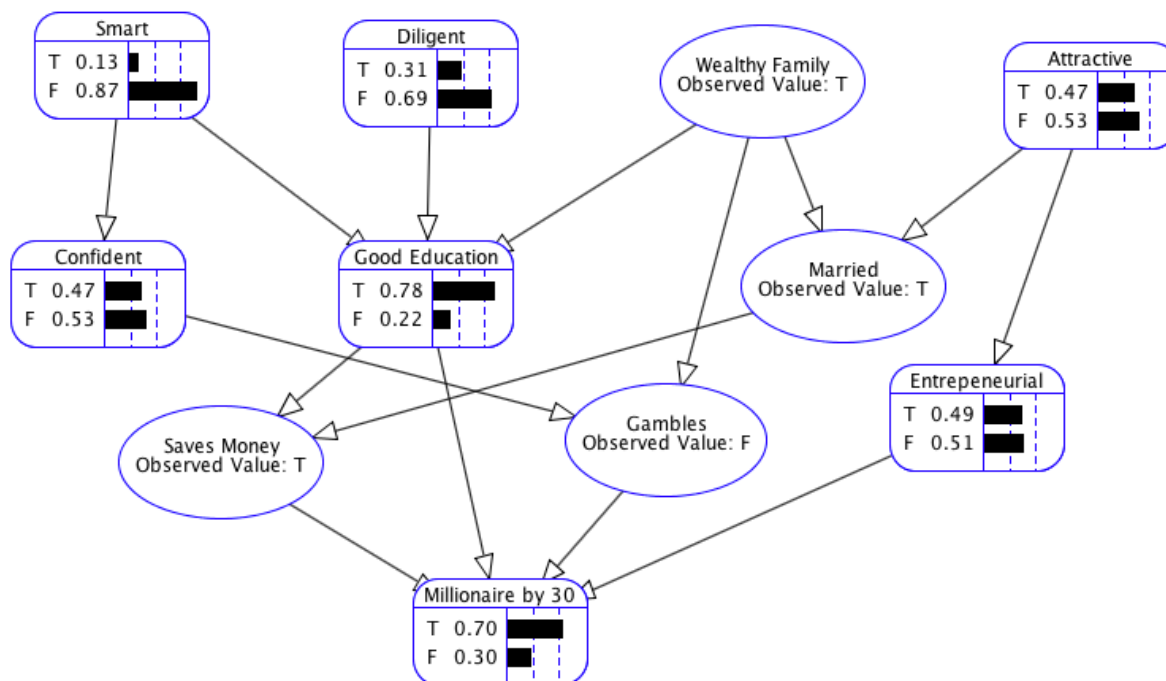 Smart
T 0.13
F 0.87
Diligent
T 0.31
F 0.69
Wealthy Family
Observed Value: T
Attractive
T 0.47
F 0.53
Confident
T 0.47
F 0.53
Good Education
T 0.78
F 0.22
Married
Observed Value: T
Entrepeneurial
T 0.49
F 0.51
Saves Money
Observed Value: T
Gambles
Observed Value: F
Millionaire by 30
T 0.70
F 0.30